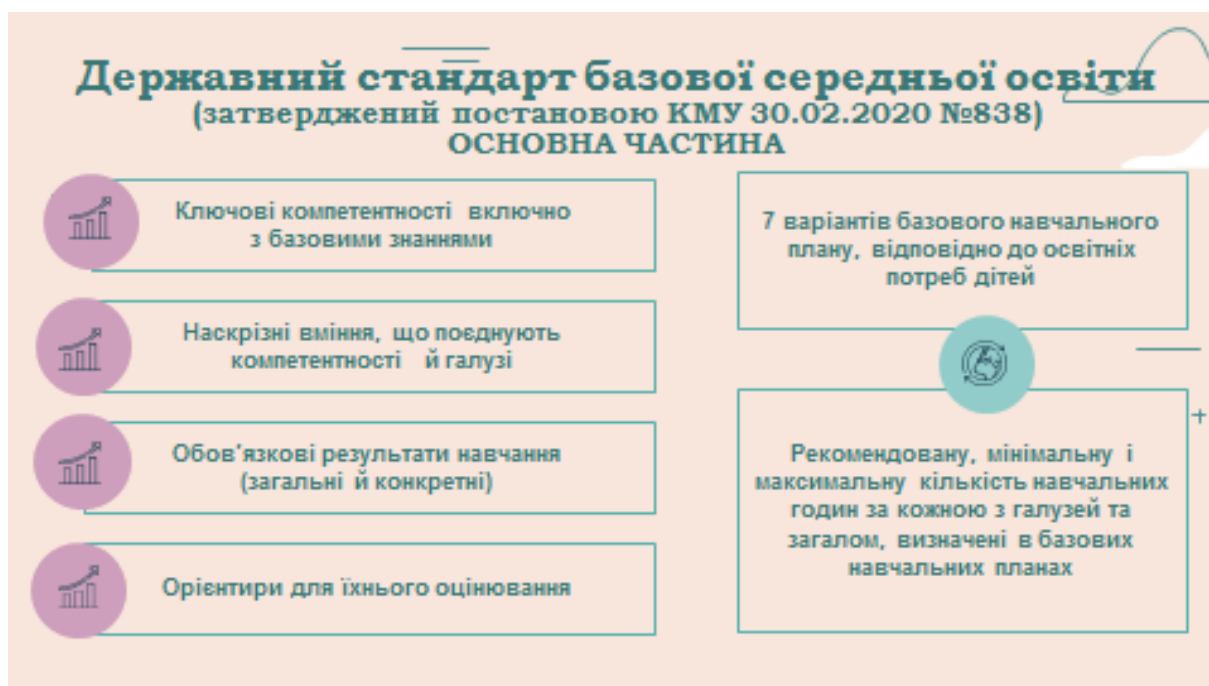 Державний стандарт базової середньої освіти
(затверджений постановою КМУ 30.02.2020 №838)
ОСНОВНА ЧАСТИНА
Ключові компетентності включно
з базовими знаннями
Наскрізні вміння, що поєднують
компетентності й галузі
Обов'язкові результати навчання
(загальні й конкретні)
Орієнтири для їхнього оцінювання
7 варіантів базового навчального
плану, відповідно до освітніх
потреб дітей
Рекомендовану, мінімальну і
максимальну кількість навчальних
годин за кожною з галузей та
загалом, визначені в базових
навчальних планах